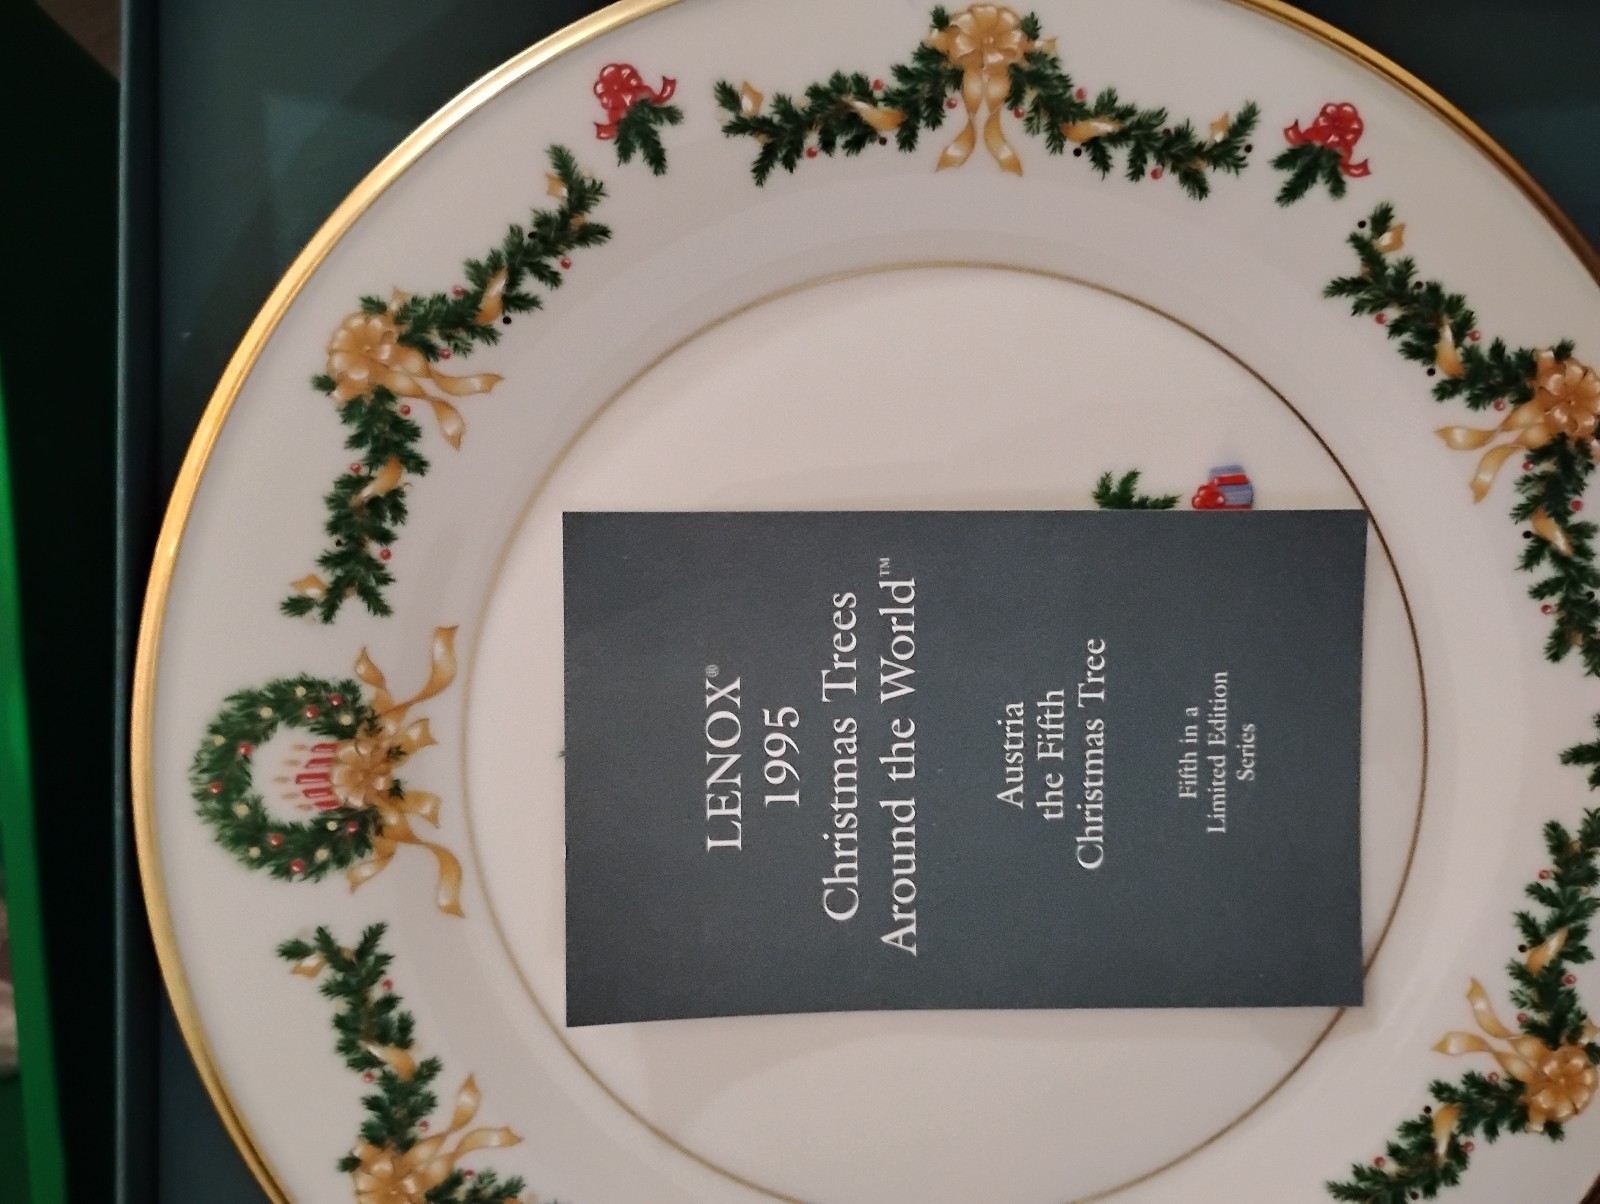 LENOX®
1995
Christmas Trees
Around the World™
Austria
the Fifth
Christmas Tree
Fifth in a
Limited Edition
Series